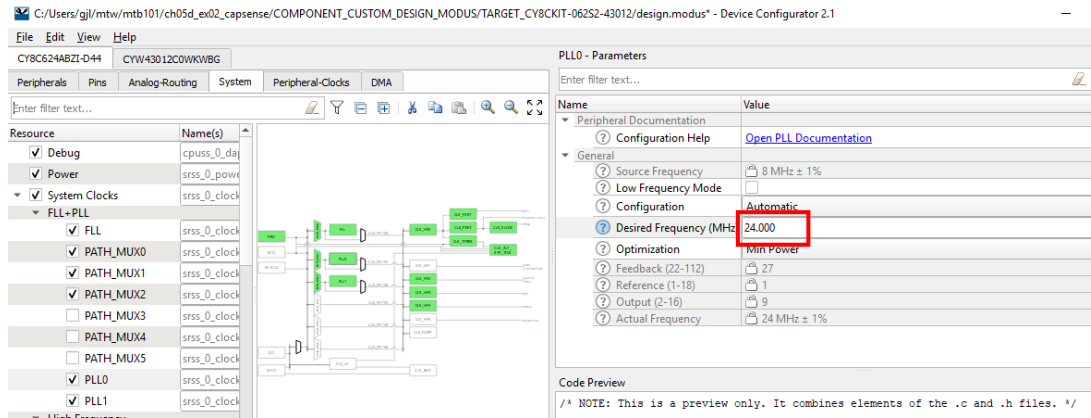 C:/Users/gjl/mtw/mtb101/ch05d_ex02_capsense/COMPONENT_CUSTOM_DESIGN_MODUS/TARGET_CY8CKIT-062S2-43012/design.modus* - Device Configurator 2.1
File Edit View Help
CY8C624ABZI-D44 CYW43012C0WKWBG
Peripherals Pins Analog-Routing System Peripheral-Clocks DMA
Enter filter text...
Resource Name(s)
Debug cpuss_0_dap
Power srss_0_powe
System Clocks srss_0_clock
FLL+PLL
FLL srss_0_clock
PATH_MUX0 srss_0_clock
PATH_MUX1 srss_0_clock
PATH_MUX2 srss_0_clock
PATH_MUX3 srss_0_clock
PATH_MUX4 srss_0_clock
PATH_MUX5 srss_0_clock
PLL0 srss_0_clock
PLL1 srss_0_clock
High Frequency
PLL0 - Parameters
Enter filter text...
Name Value
Peripheral Documentation
Configuration Help Open PLL Documentation
General
Source Frequency 8 MHz ± 1%
Low Frequency Mode
Configuration Automatic
Desired Frequency (MHz 24.000
Optimization Min Power
Feedback (22-112) 27
Reference (1-18) 1
Output (2-16) 9
Actual Frequency 24 MHz ± 1%
Code Preview
/* NOTE: This is a preview only. It combines elements of the .c and .h files. */